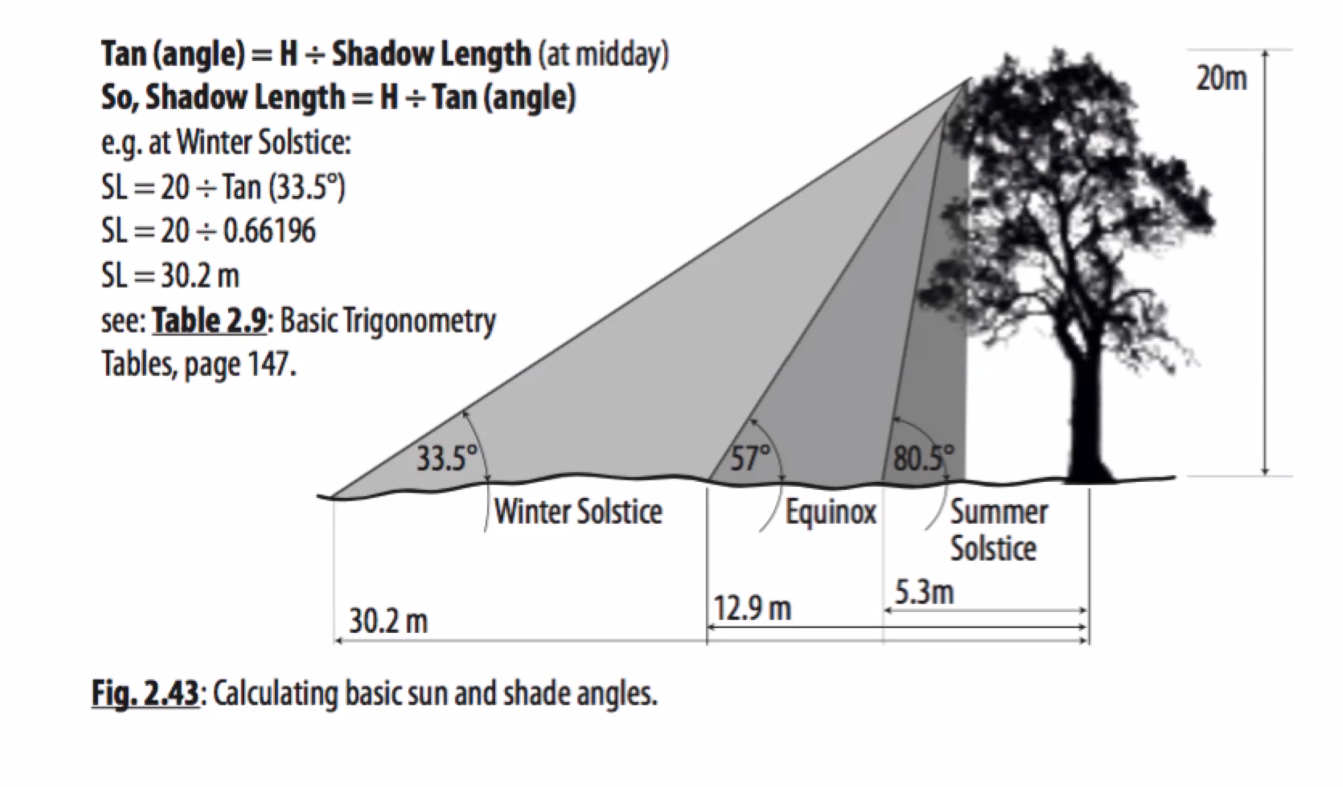 Tan (angle) = H ÷ Shadow Length (at midday)
So, Shadow Length = H ÷ Tan (angle)
e.g. at Winter Solstice:
SL = 20 ÷ Tan (33.5°)
SL = 20 ÷ 0.66196
SL = 30.2 m
see: Table 2.9: Basic Trigonometry
Tables, page 147.
20m
33.5°
57°
80.5°
Winter Solstice
Equinox
Summer
Solstice
5.3m
12.9 m
30.2 m
Fig. 2.43: Calculating basic sun and shade angles.